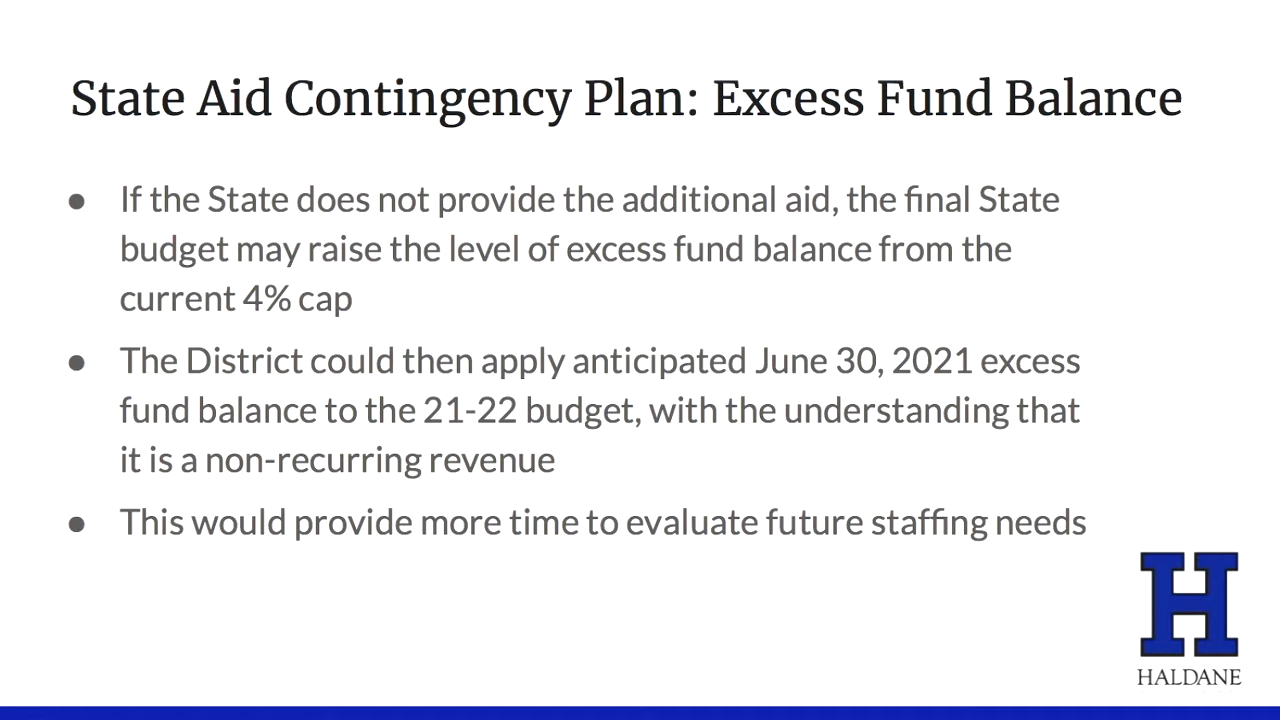 State Aid Contingency Plan: Excess Fund Balance
● If the State does not provide the additional aid, the final State
budget may raise the level of excess fund balance from the
current 4% cap
● The District could then apply anticipated June 30, 2021 excess
fund balance to the 21-22 budget, with the understanding that
it is a non-recurring revenue
● This would provide more time to evaluate future staffing needs
H
HALDANE